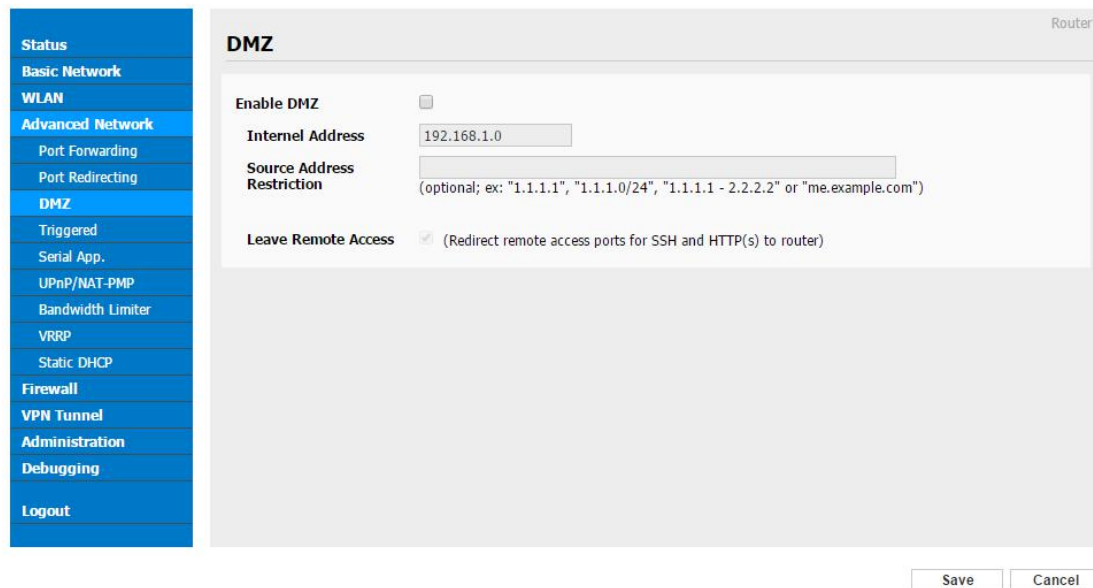 Status
Basic Network
WLAN
Advanced Network
Port Forwarding
Port Redirecting
DMZ
Triggered
Serial App.
UPnP/NAT-PMP
Bandwidth Limiter
VRRP
Static DHCP
Firewall
VPN Tunnel
Administration
Debugging
Logout
Router
DMZ
Enable DMZ
Internel Address
192.168.1.0
Source Address
Restriction
(optional; ex: "1.1.1.1", "1.1.1.0/24", "1.1.1.1 - 2.2.2.2" or "me.example.com")
Leave Remote Access
(Redirect remote access ports for SSH and HTTP(s) to router)
Save
Cancel